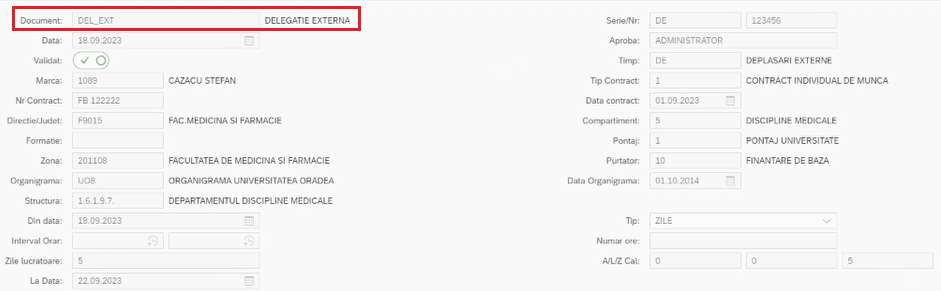 Document: DEL_EXT DELEGATIE EXTERNA Serie/Nr: DE 123456
Data: 18.09.2023 Aproba: ADMINISTRATOR
Validat: Timp: DE DEPLASARI EXTERNE
Marca: 1089 CAZACU STEFAN Tip Contract: 1 CONTRACT INDIVIDUAL DE MUNCA
Nr Contract: FB 122222 Data contract: 01.09.2023
Directie/Judet: F9015 FAC.MEDICINA SI FARMACIE Compartiment: 5 DISCIPLINE MEDICALE
Formatie: Pontaj: 1 PONTAJ UNIVERSITATE
Zona: 201108 FACULTATEA DE MEDICINA SI FARMACIE Purtator: 10 FINANTARE DE BAZA
Organigrama: UO8 ORGANIGRAMA UNIVERSITATEA ORADEA Data Organigrama: 01.10.2014
Structura: 1.6.1.9.7. DEPARTAMENTUL DISCIPLINE MEDICALE
Din data: 18.09.2023 Tip: ZILE
Interval Orar: Numar ore:
Zile lucratoare: 5 A/L/Z Cal: 0 0 5
La Data: 22.09.2023